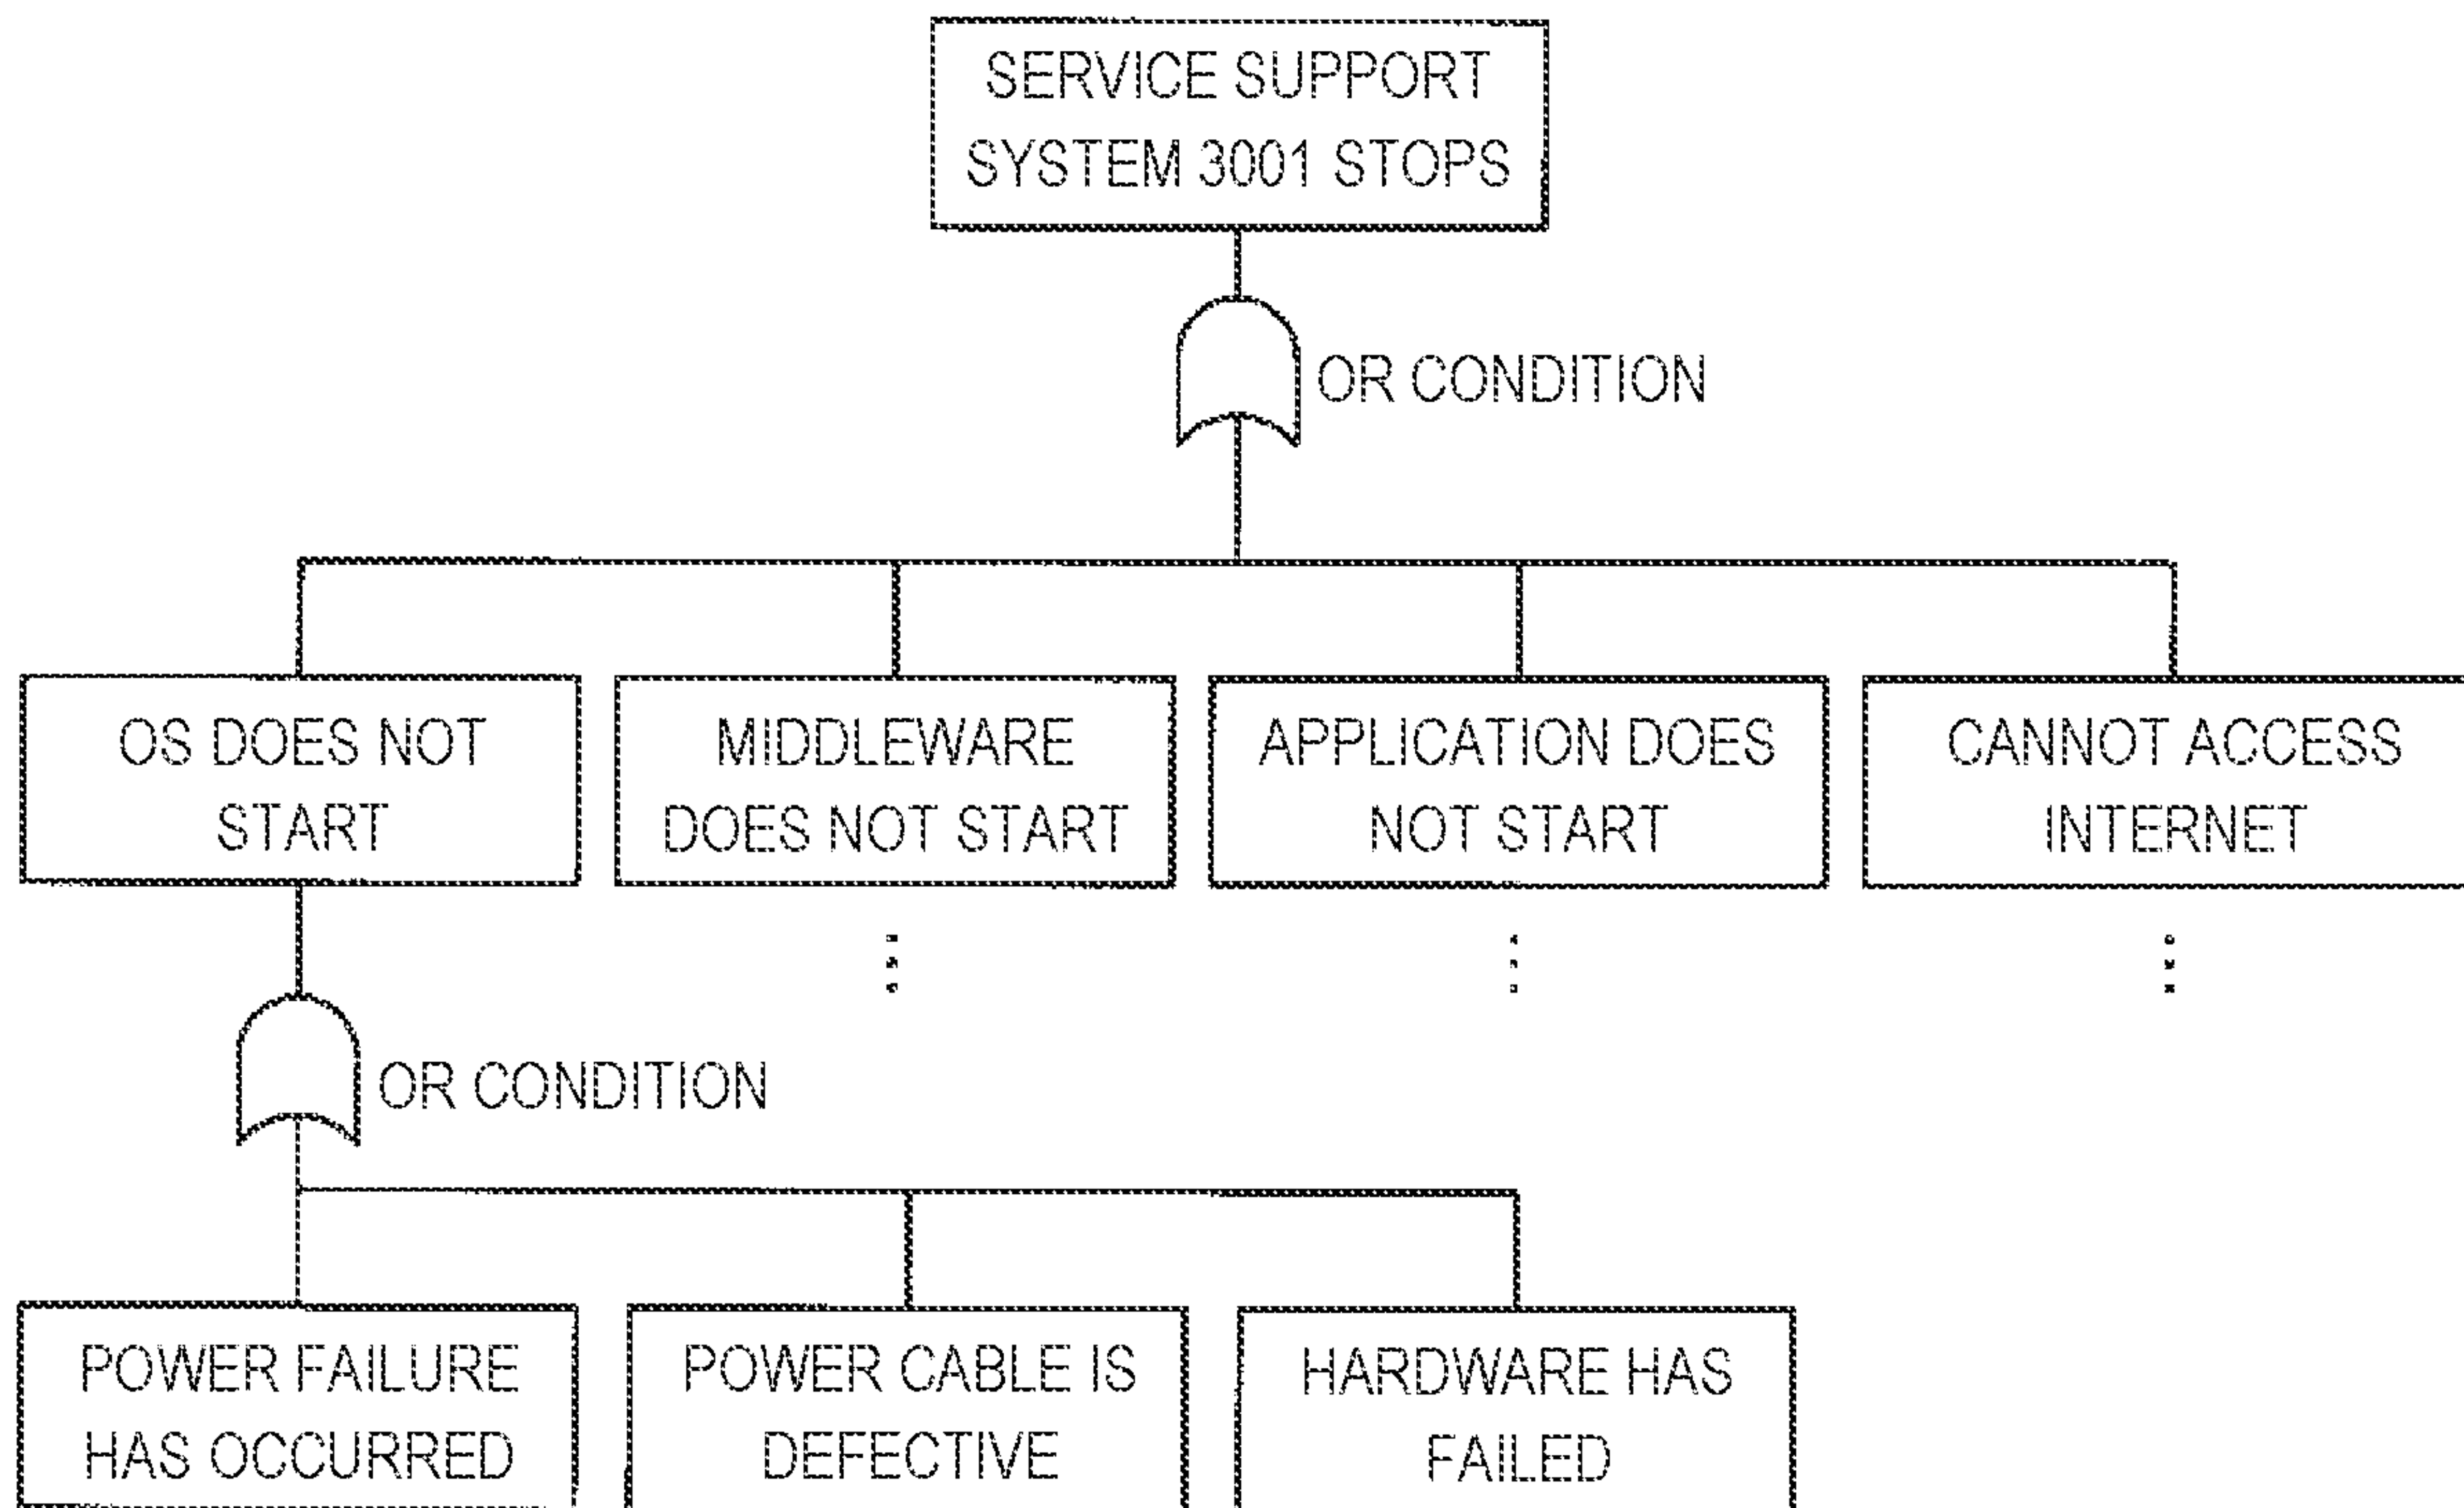 SERVICE SUPPORT
SYSTEM 3001 STOPS
OR CONDITION
OS DOES NOT
START
MIDDLEWARE
DOES NOT START
APPLICATION DOES
NOT START
CANNOT ACCESS
INTERNET
OR CONDITION
POWER FAILURE
HAS OCCURRED
POWER CABLE IS
DEFECTIVE
HARDWARE HAS
FAILED